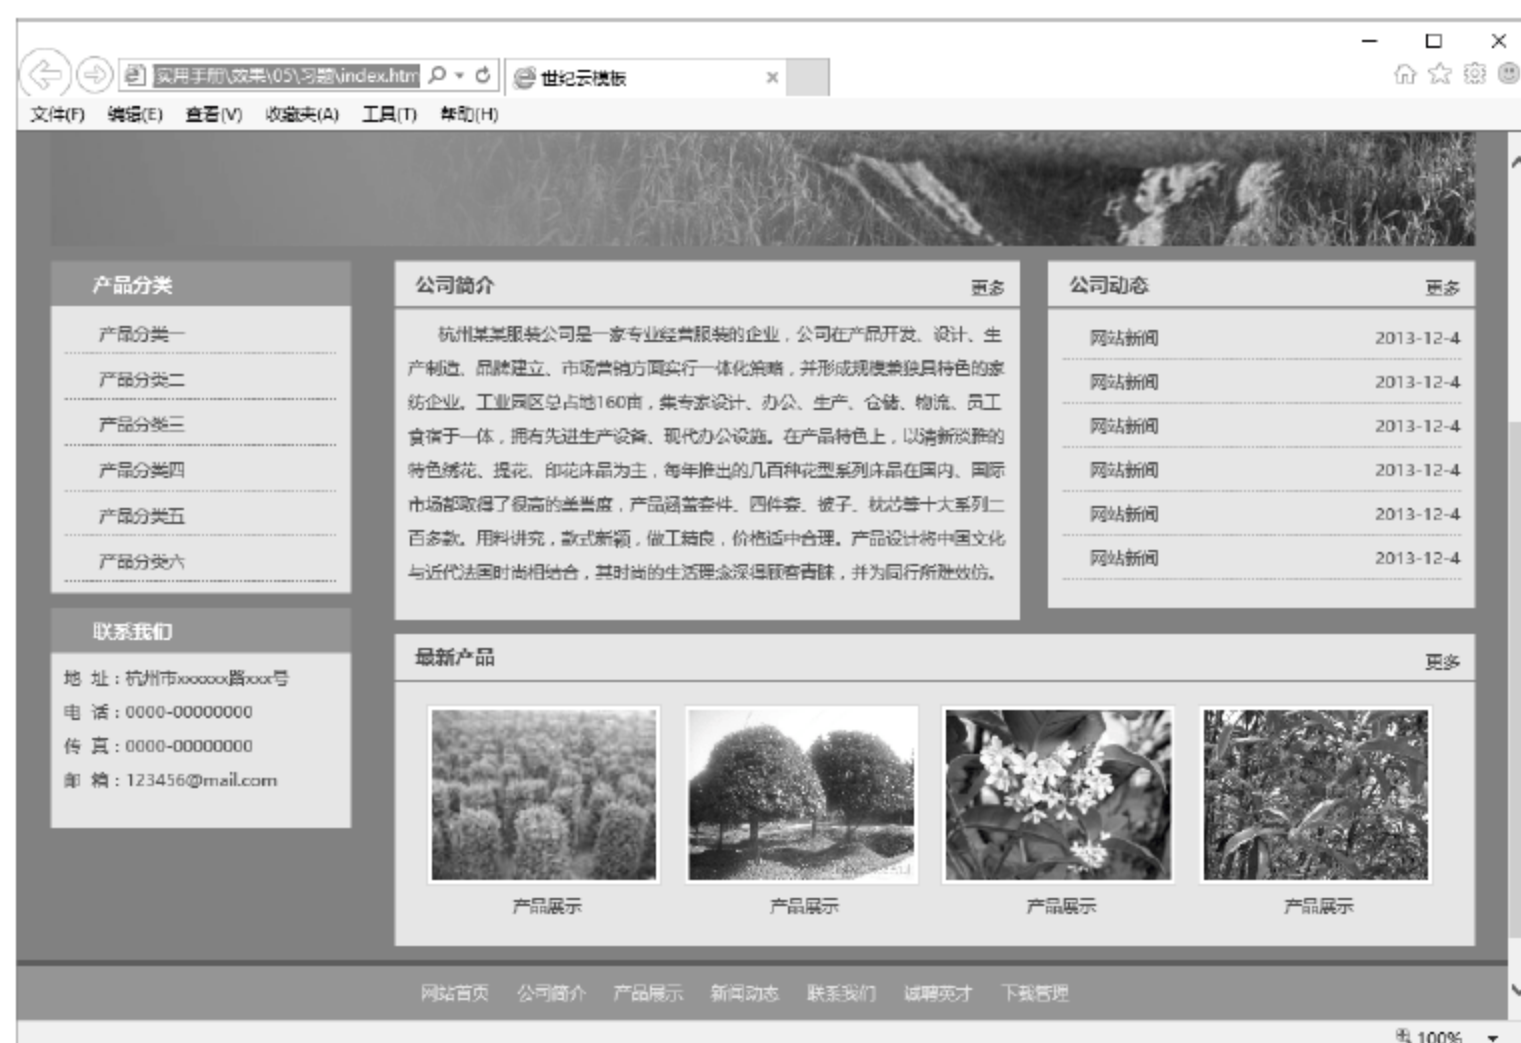 实用手册\效果\05\习题\index.htm
世纪云模板
文件(F) 编辑(E) 查看(V) 收藏夹(A) 工具(T) 帮助(H)
产品分类
产品分类一
产品分类二
产品分类三
产品分类四
产品分类五
产品分类六
联系我们
地 址：杭州市xxxxxx路xxx号
电 话：0000-00000000
传 真：0000-00000000
邮 箱：123456@mail.com
公司简介 更多
杭州某某服装公司是一家专业经营服装的企业，公司在产品开发、设计、生
产制造、品牌建立、市场营销方面实行一体化策略，并形成规模兼独具特色的家
纺企业。工业园区总占地160亩，集专家设计、办公、生产、仓储、物流、员工
食宿于一体，拥有先进生产设备、现代办公设施。在产品特色上，以清新淡雅的
特色绣花、提花、印花床品为主，每年推出的几百种花型系列床品在国内、国际
市场都取得了很高的美誉度，产品涵盖套件、四件套、被子、枕芯等十大系列二
百多款。用料讲究，款式新颖，做工精良，价格适中合理。产品设计将中国文化
与近代法国时尚相结合，其时尚的生活理念深得顾客青睐，并为同行所效仿。
公司动态 更多
网站新闻 2013-12-4
网站新闻 2013-12-4
网站新闻 2013-12-4
网站新闻 2013-12-4
网站新闻 2013-12-4
网站新闻 2013-12-4
最新产品 更多
产品展示 产品展示 产品展示 产品展示
网站首页 公司简介 产品展示 新闻动态 联系我们 诚聘英才 下载管理
100%